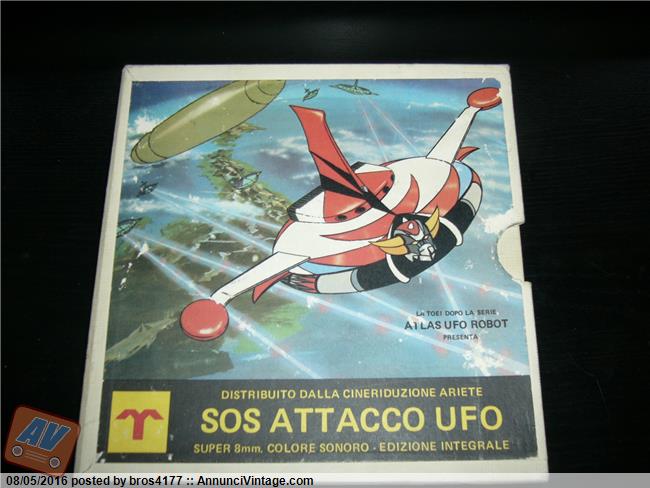 LA TOEI DOPO LA SERIE
ATLAS UFO ROBOT
PRESENTA
DISTRIBUITO DALLA CINERIDUZIONE ARIETE
SOS ATTACCO UFO
SUPER 8mm. COLORE SONORO - EDIZIONE INTEGRALE
AV
08/05/2016 posted by bros4177 :: AnnunciVintage.com